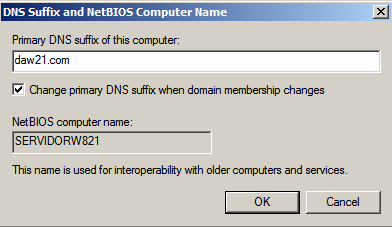 DNS Suffix and NetBIOS Computer Name
Primary DNS suffix of this computer:
daw21.com
Change primary DNS suffix when domain membership changes
NetBIOS computer name:
SERVIDORW821
This name is used for interoperability with older computers and services.
OK Cancel